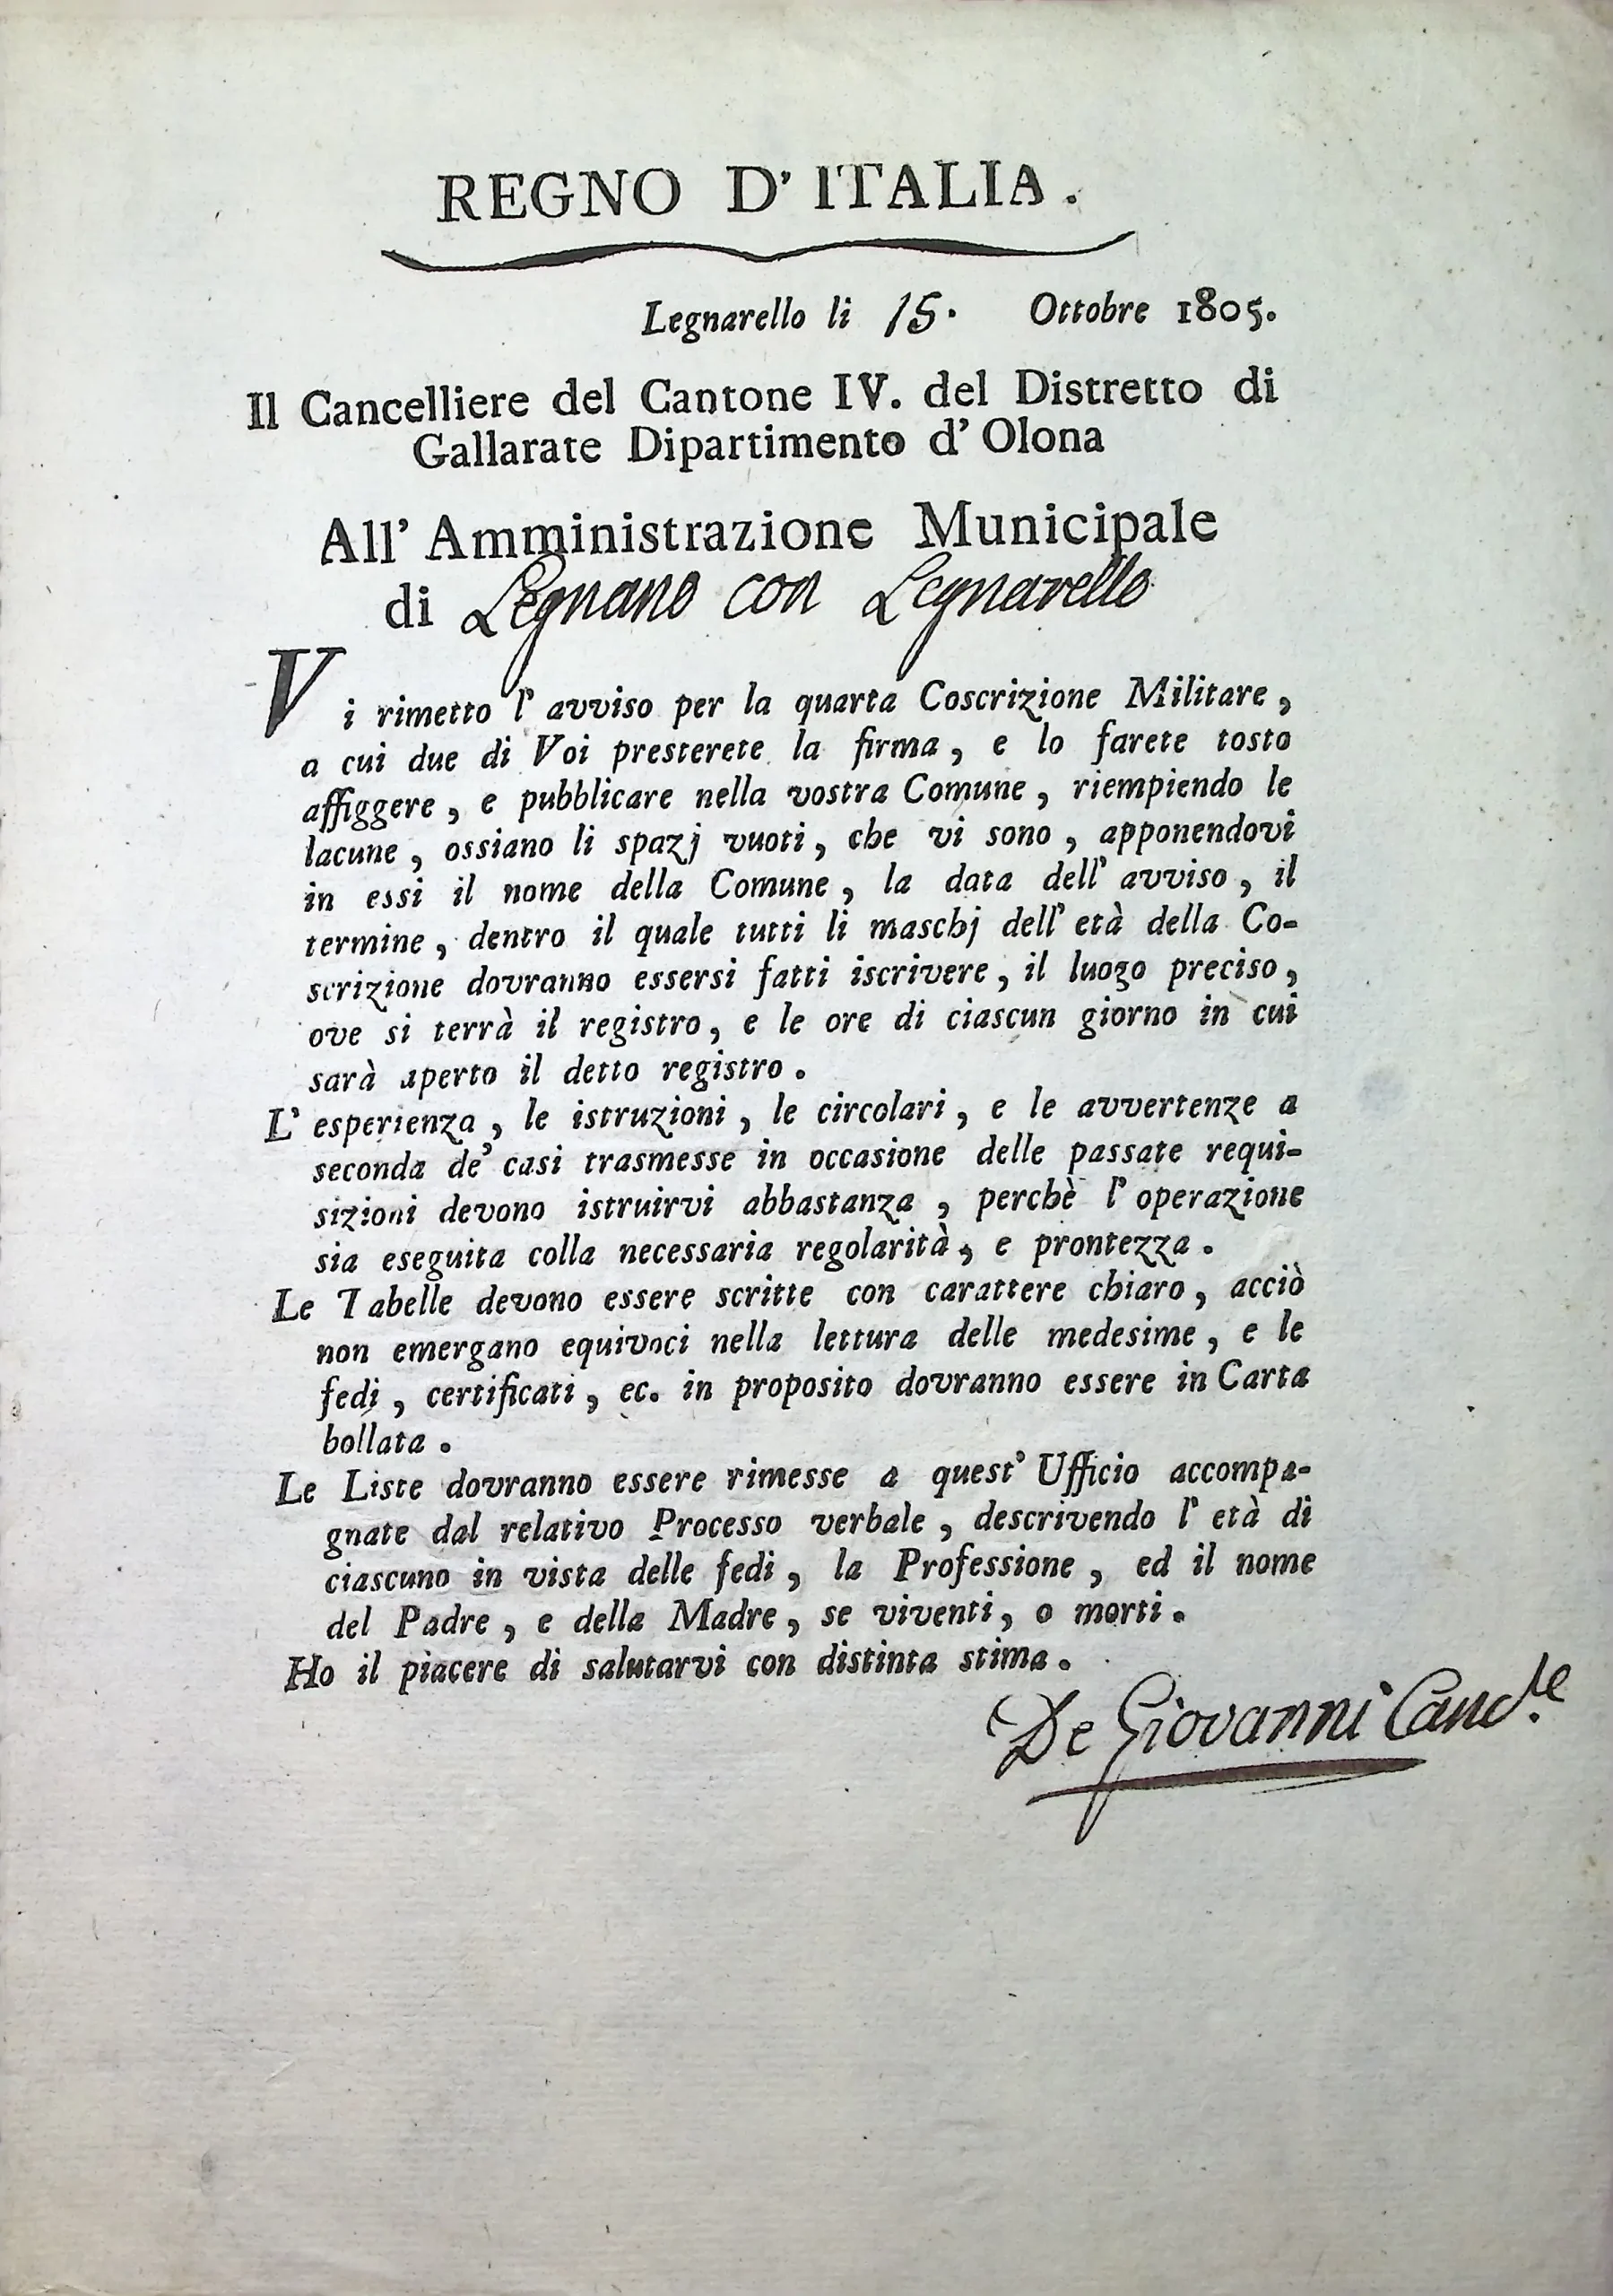 REGNO D' ITALIA.
Legnarello li 15. Ottobre 1805.
Il Cancelliere del Cantone IV. del Distretto di
Gallarate Dipartimento d' Olona
All' Amministrazione Municipale
di Legnano con Legnarello
Vi rimetto l' avviso per la quarta Coscrizione Militare,
a cui due di Voi presterete la firma, e lo farete tosto
affiggere, e pubblicare nella vostra Comune, riempiendo le
lacune, ossiano li spazj vuoti, che vi sono, apponendovi
in essi il nome della Comune, la data dell' avviso, il
termine, dentro il quale tutti li maschj dell' età della Co-
scrizione dovranno essersi fatti iscrivere, il luogo preciso,
ove si terrà il registro, e le ore di ciascun giorno in cui
sarà aperto il detto registro.
L' esperienza, le istruzioni, le circolari, e le avvertenze a
seconda de' casi trasmesse in occasione delle passate requi-
sizioni devono istruirvi abbastanza, perchè l' operazione
sia eseguita colla necessaria regolarità, e prontezza.
Le Tabelle devono essere scritte con carattere chiaro, acciò
non emergano equivoci nella lettura delle medesime, e le
fedi, certificati, ec. in proposito dovranno essere in Carta
bollata.
Le Liste dovranno essere rimesse a quest' Ufficio accompa-
gnate dal relativo Processo verbale, descrivendo l' età di
ciascuno in vista delle fedi, la Professione, ed il nome
del Padre, e della Madre, se viventi, o morti.
Ho il piacere di salutarvi con distinta stima.
De Giovanni Canc.le